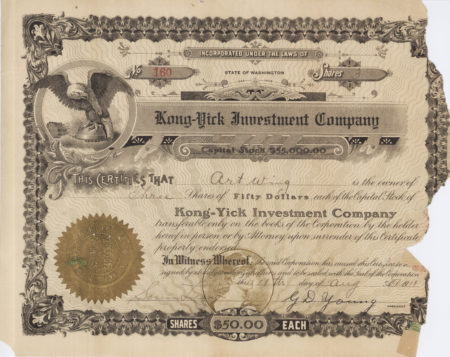 INCORPORATED UNDER THE LAWS OF
No 160
STATE OF WASHINGTON
Shares 3
Kong-Yick Investment Company
Capital Stock $55,000.00
THIS CERTIFIES THAT Art Wing is the owner of
Three Shares of Fifty Dollars each of the Capital Stock of
Kong-Yick Investment Company
transferable only on the books of the Corporation by the holder
hereof in person or by Attorney upon surrender of this Certificate
properly endorsed.
In Witness Whereof, the said Corporation has caused this Certificate to be
signed by its duly authorized officers and to be sealed with the Seal of the Corporation
this day of Aug A.D. 19
G. D. Young
PRESIDENT
SHARES $50.00 EACH